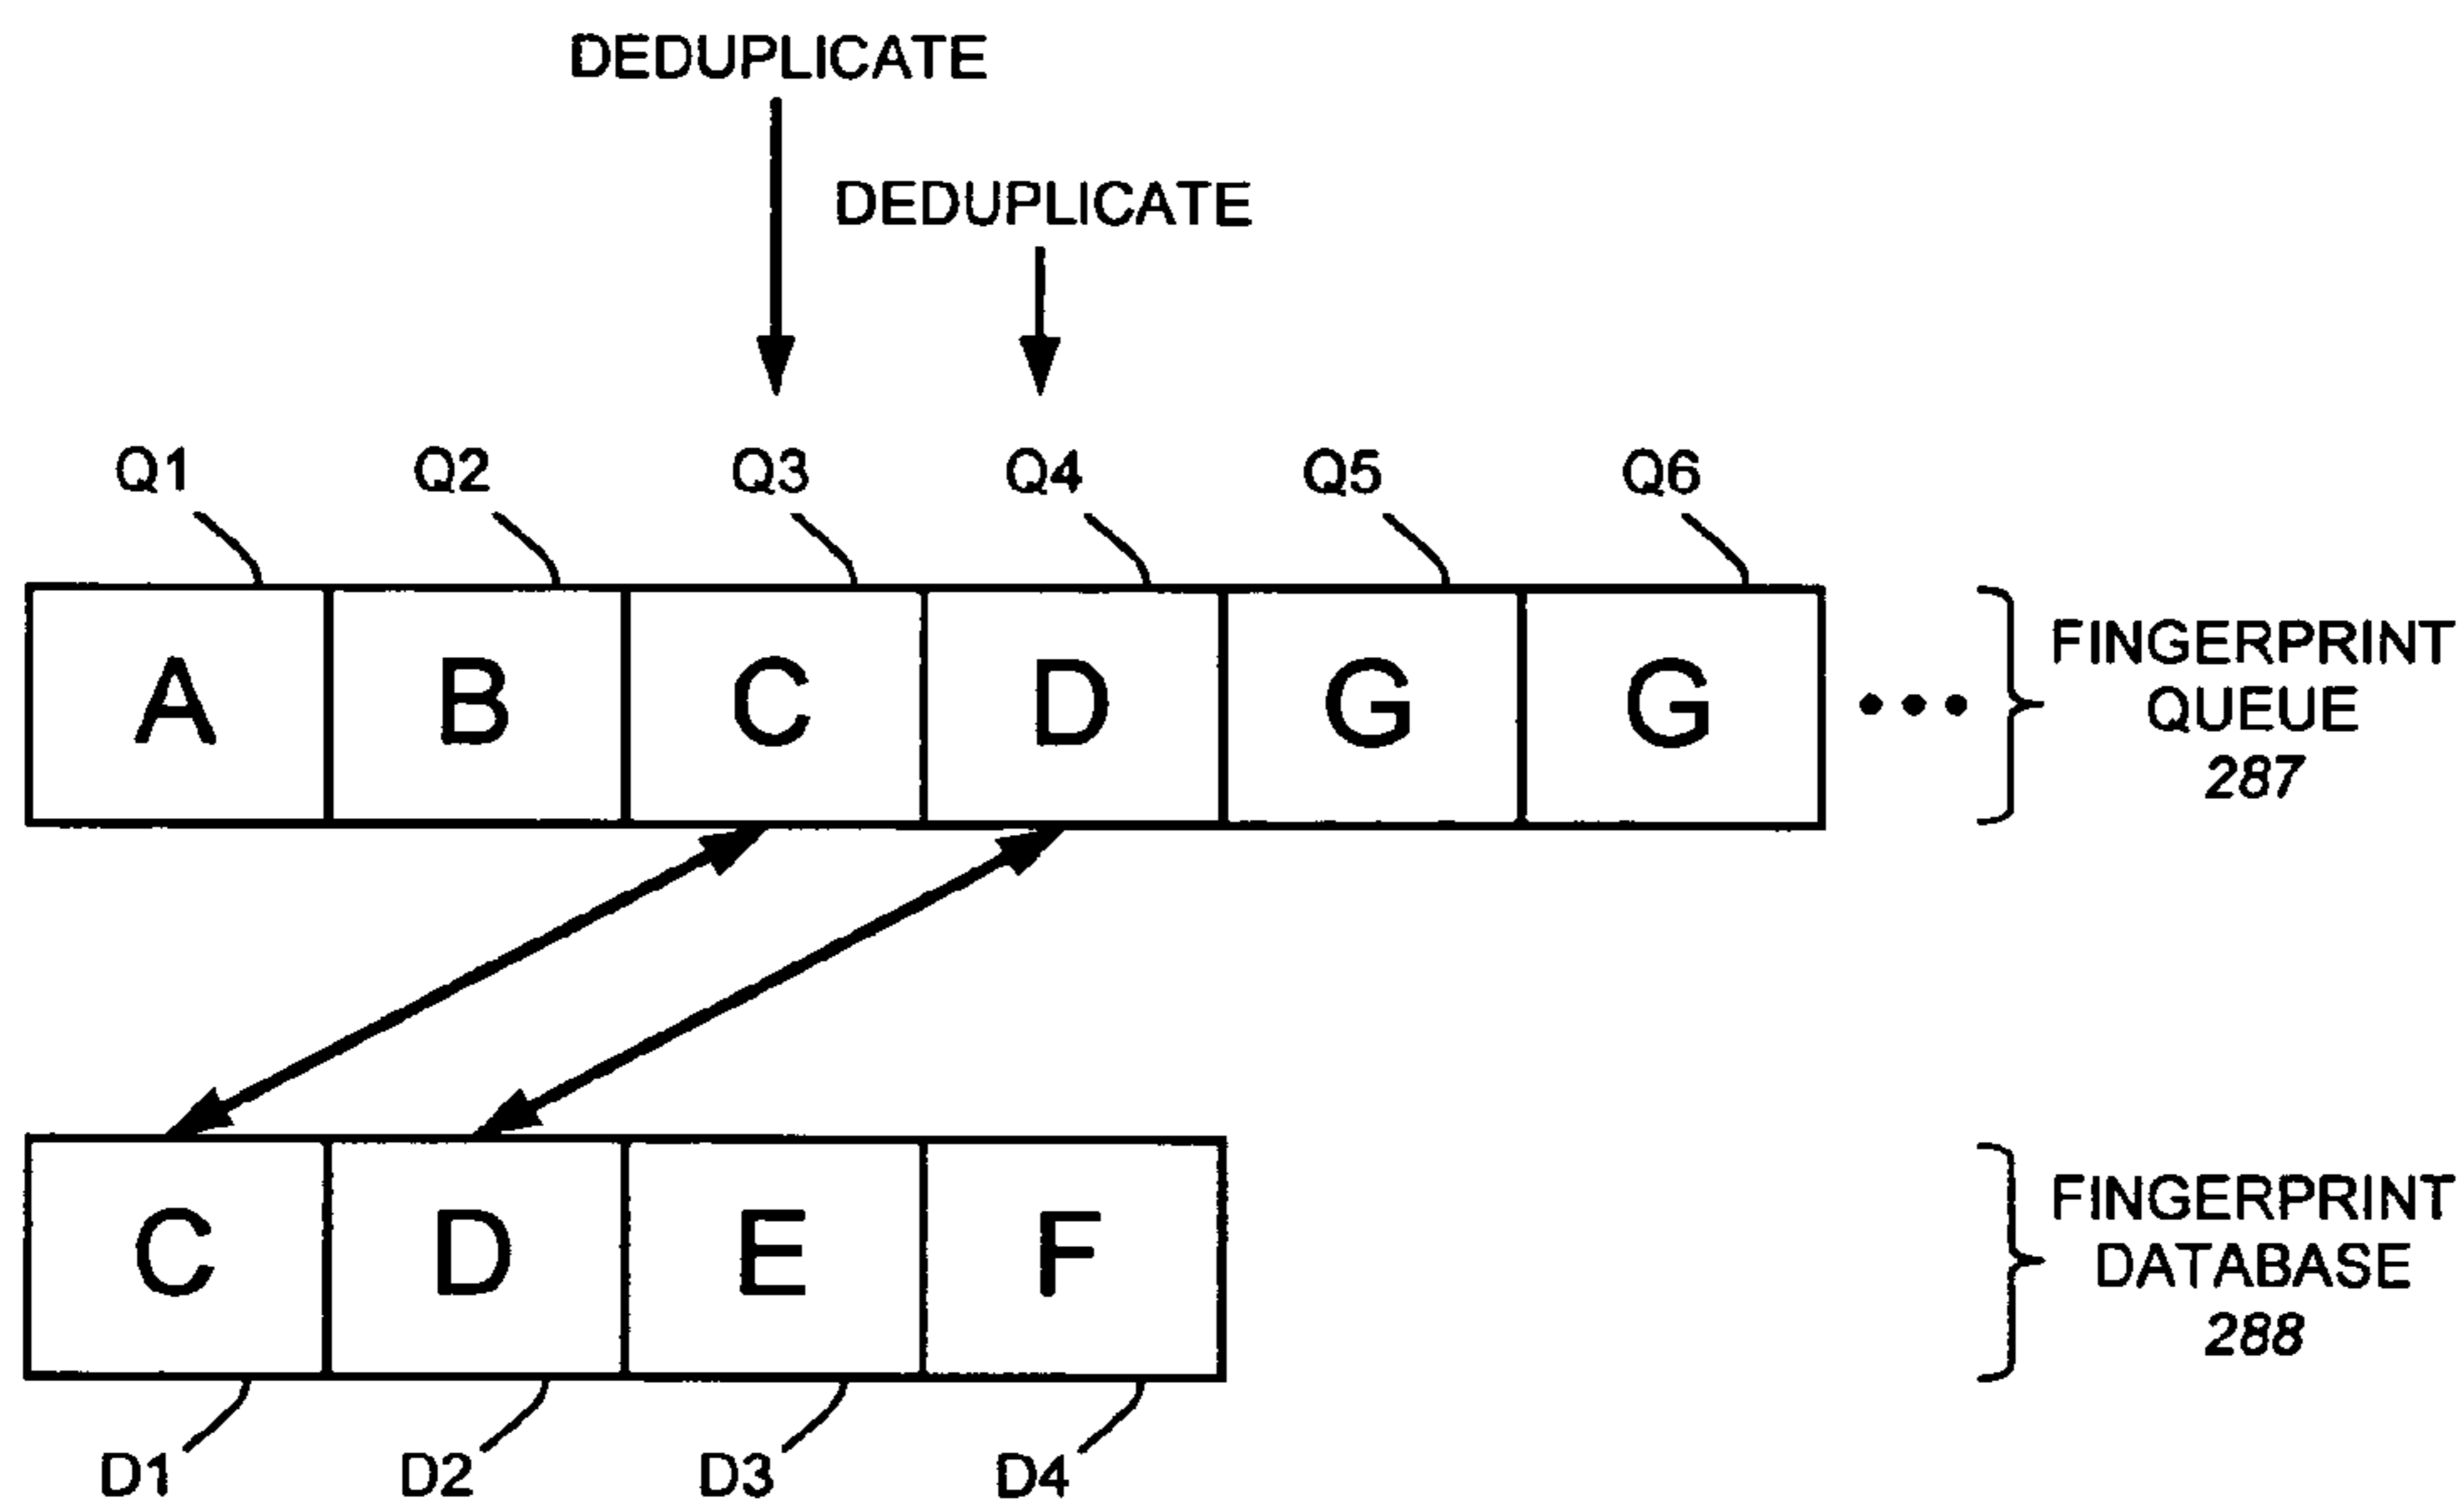 DEDUPLICATE
DEDUPLICATE
Q1 Q2 Q3 Q4 Q5 Q6
A B C D G G
FINGERPRINT
QUEUE
287
C D E F
FINGERPRINT
DATABASE
288
D1 D2 D3 D4